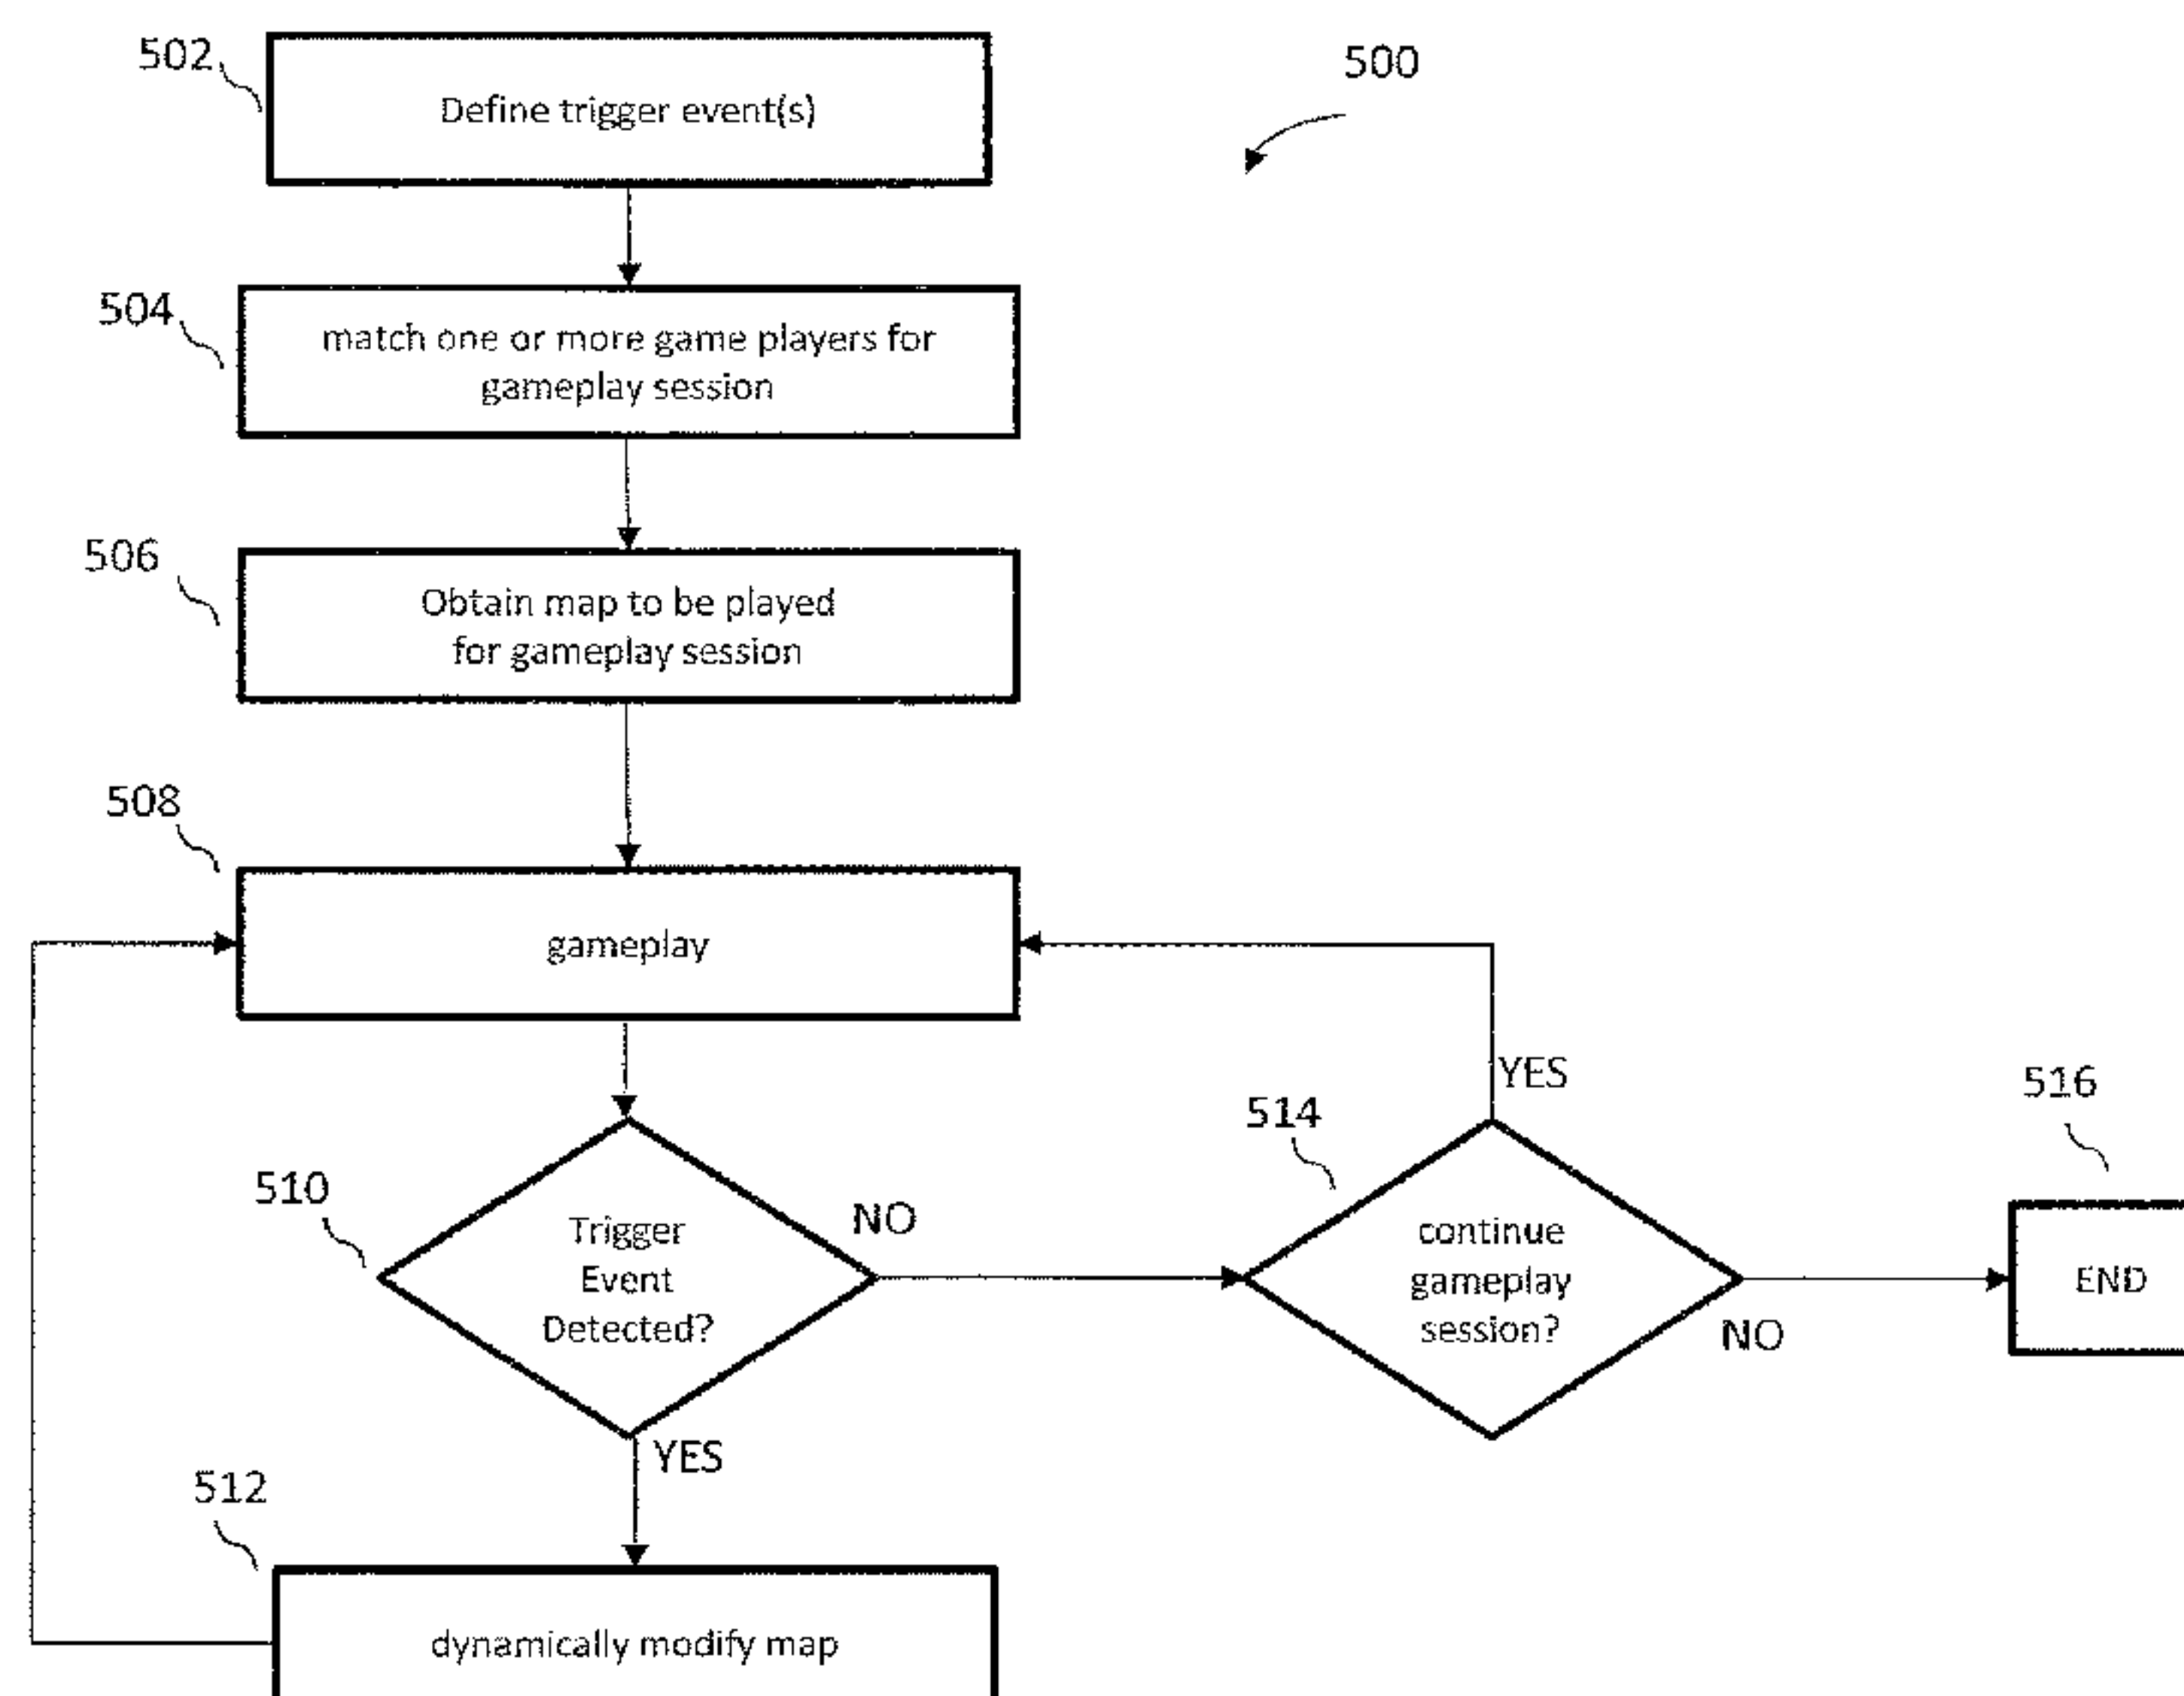 502
Define trigger event(s)
500
504
match one or more game players for
gameplay session
506
Obtain map to be played
for gameplay session
508
gameplay
510
Trigger
Event
Detected?
NO
YES
514
continue
gameplay
session?
YES
NO
516
END
512
dynamically modify map